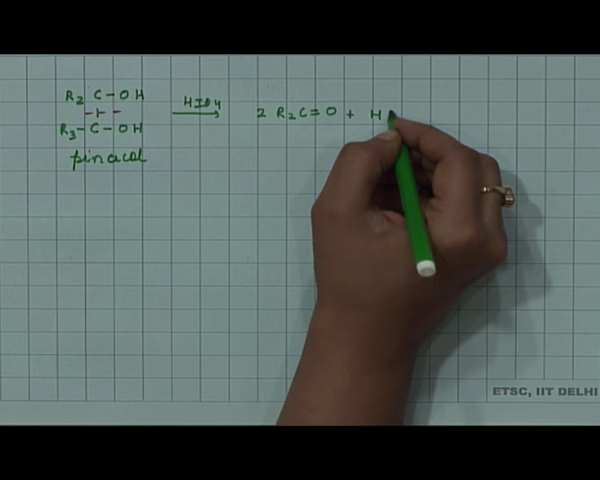 R2 C-OH
R3-C-OH
pinacol
HIO4
2 R2C=O + H
ETSC, IIT DELHI